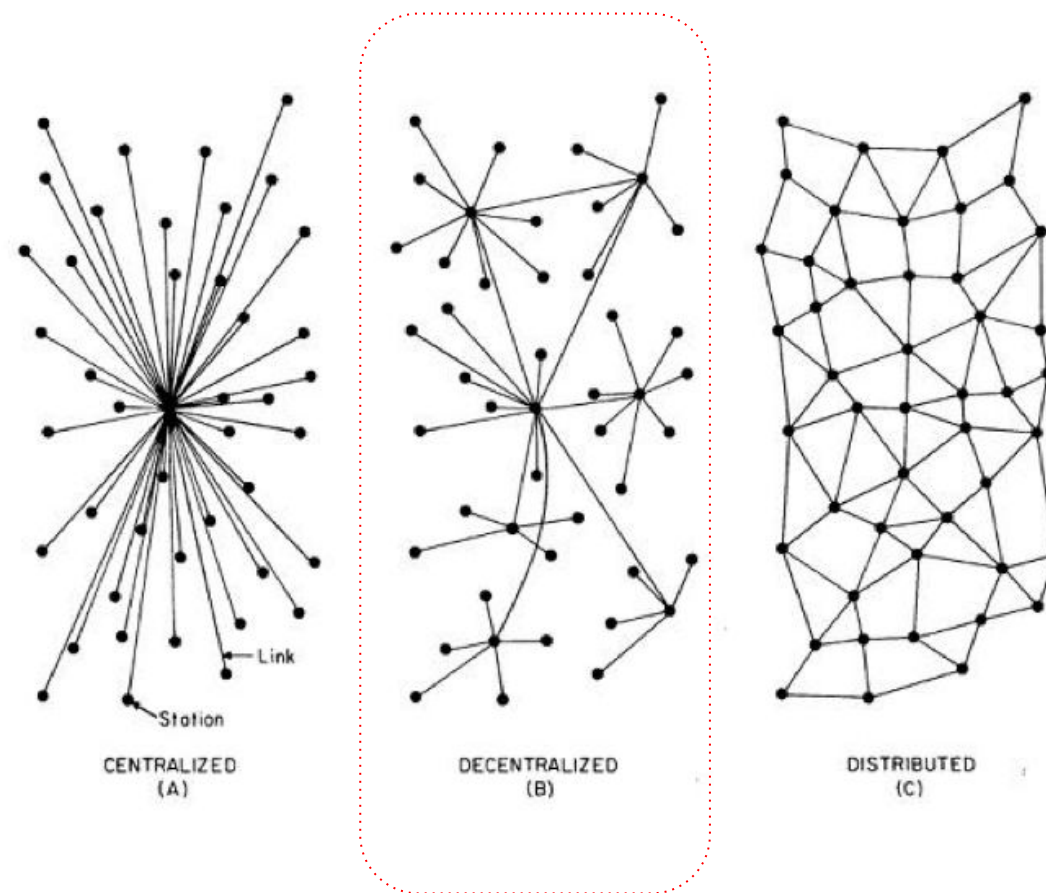 Link
Station
CENTRALIZED
(A)
DECENTRALIZED
(B)
DISTRIBUTED
(C)